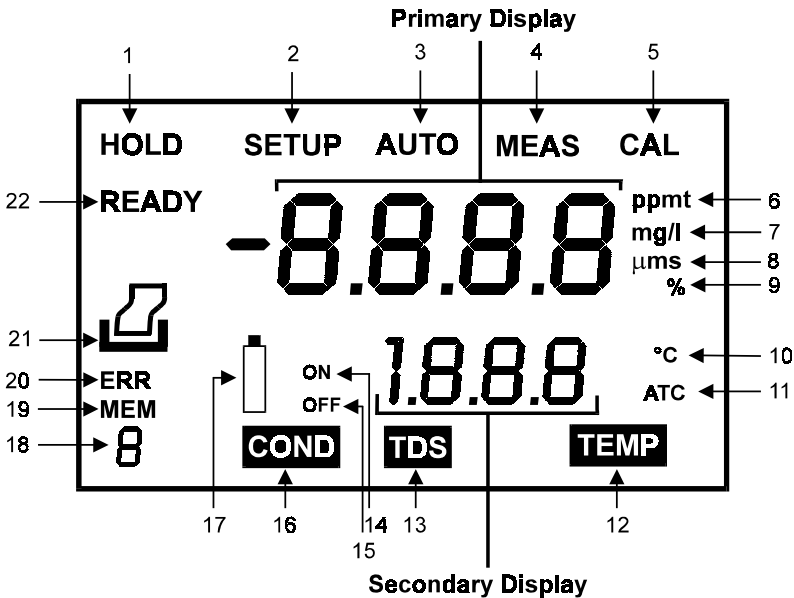 Primary Display
1 2 3 4 5
HOLD SETUP AUTO MEAS CAL
22 READY -8.8.8.8 ppmt 6
mg/l 7
μms 8
% 9
21
1.8.8.8 °C 10
20 ERR ON
19 MEM 17 OFF ATC 11
18 8 COND TDS TEMP
17 16 14 13 12
15
Secondary Display